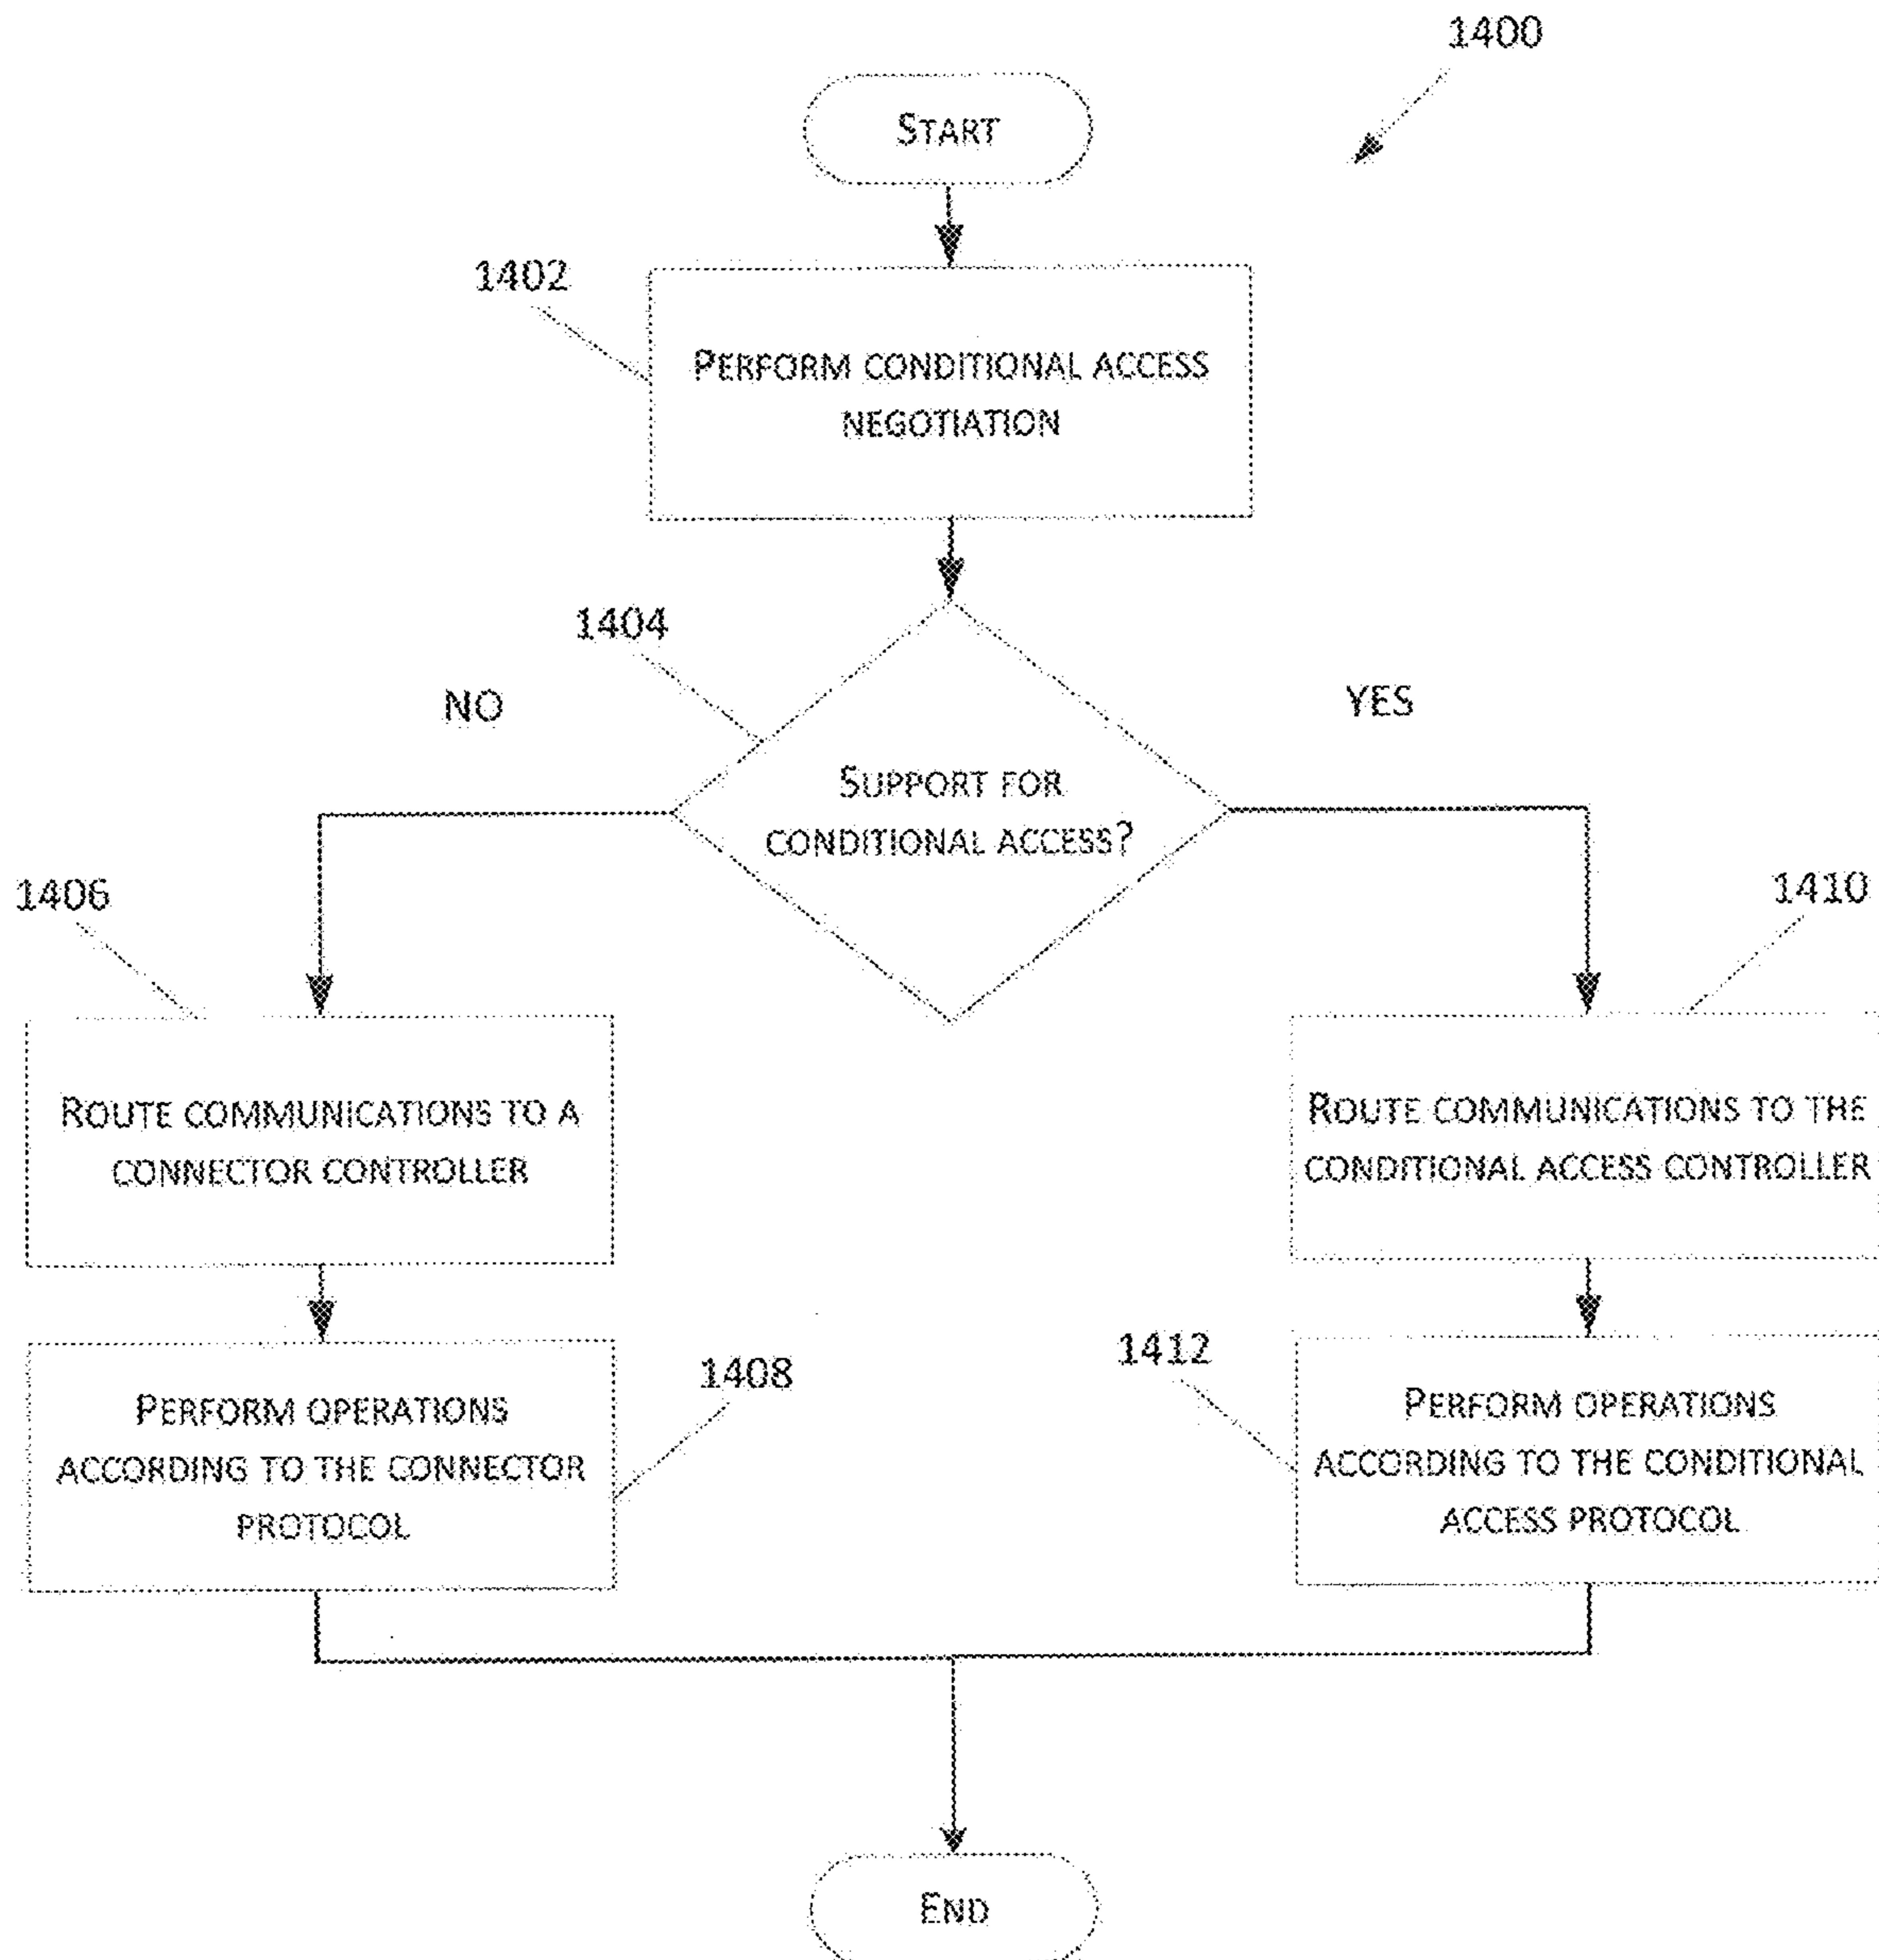 1400
START
1402
PERFORM CONDITIONAL ACCESS
NEGOTIATION
1404
NO
YES
SUPPORT FOR
CONDITIONAL ACCESS?
1406
1410
ROUTE COMMUNICATIONS TO A
CONNECTOR CONTROLLER
ROUTE COMMUNICATIONS TO THE
CONDITIONAL ACCESS CONTROLLER
1408
1412
PERFORM OPERATIONS
ACCORDING TO THE CONNECTOR
PROTOCOL
PERFORM OPERATIONS
ACCORDING TO THE CONDITIONAL
ACCESS PROTOCOL
END